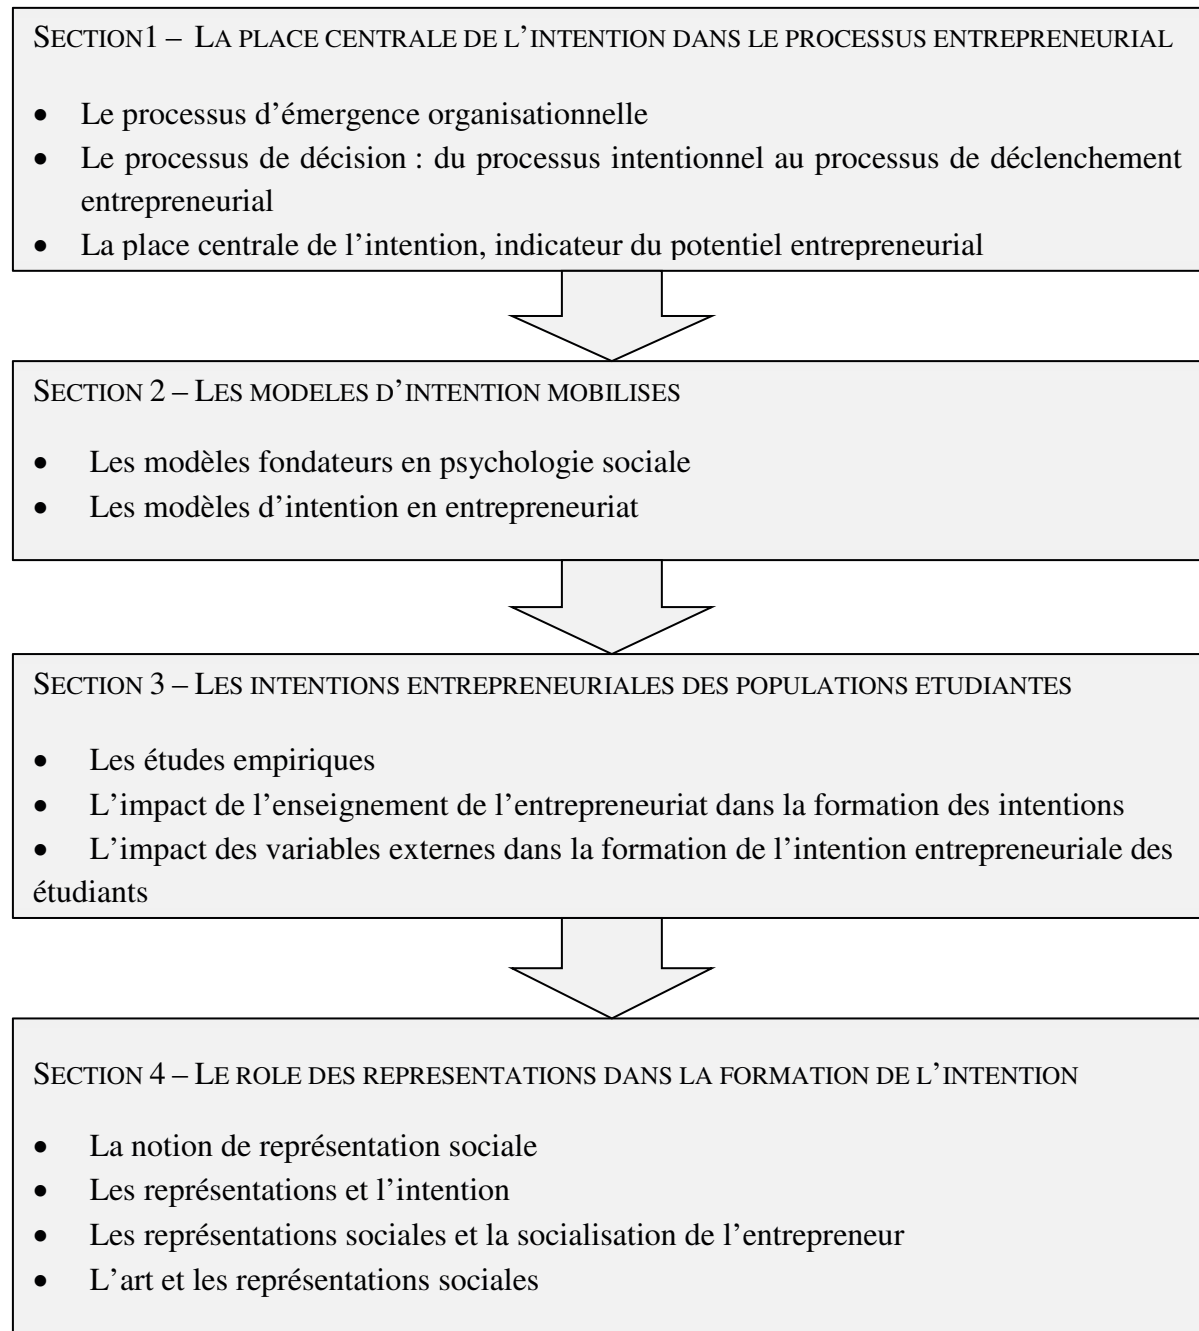 SECTION1 – LA PLACE CENTRALE DE L’INTENTION DANS LE PROCESSUS ENTREPRENEURIAL
• Le processus d’émergence organisationnelle
• Le processus de décision : du processus intentionnel au processus de déclenchement
entrepreneurial
• La place centrale de l’intention, indicateur du potentiel entrepreneurial
SECTION 2 – LES MODELES D’INTENTION MOBILISES
• Les modèles fondateurs en psychologie sociale
• Les modèles d’intention en entrepreneuriat
SECTION 3 – LES INTENTIONS ENTREPRENEURIALES DES POPULATIONS ETUDIANTES
• Les études empiriques
• L’impact de l’enseignement de l’entrepreneuriat dans la formation des intentions
• L’impact des variables externes dans la formation de l’intention entrepreneuriale des
étudiants
SECTION 4 – LE ROLE DES REPRESENTATIONS DANS LA FORMATION DE L’INTENTION
• La notion de représentation sociale
• Les représentations et l’intention
• Les représentations sociales et la socialisation de l’entrepreneur
• L’art et les représentations sociales